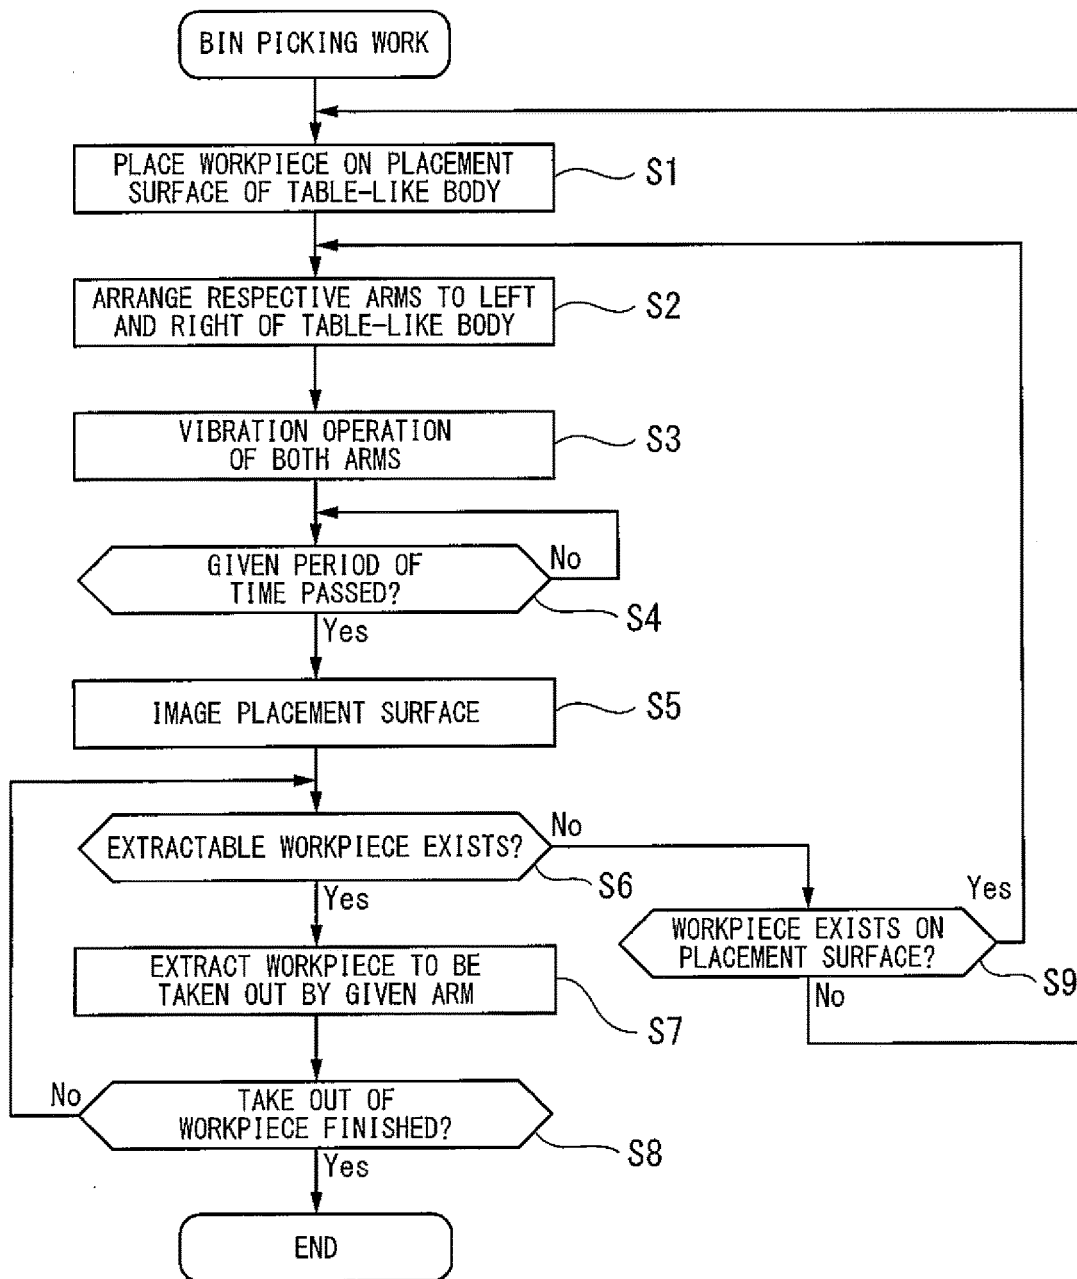 BIN PICKING WORK
PLACE WORKPIECE ON PLACEMENT
SURFACE OF TABLE-LIKE BODY
S1
ARRANGE RESPECTIVE ARMS TO LEFT
AND RIGHT OF TABLE-LIKE BODY
S2
VIBRATION OPERATION
OF BOTH ARMS
S3
GIVEN PERIOD OF
TIME PASSED?
No
S4
Yes
IMAGE PLACEMENT SURFACE
S5
EXTRACTABLE WORKPIECE EXISTS?
No
S6
Yes
WORKPIECE EXISTS ON
PLACEMENT SURFACE?
Yes
S9
No
EXTRACT WORKPIECE TO BE
TAKEN OUT BY GIVEN ARM
S7
TAKE OUT OF
WORKPIECE FINISHED?
No
S8
Yes
END